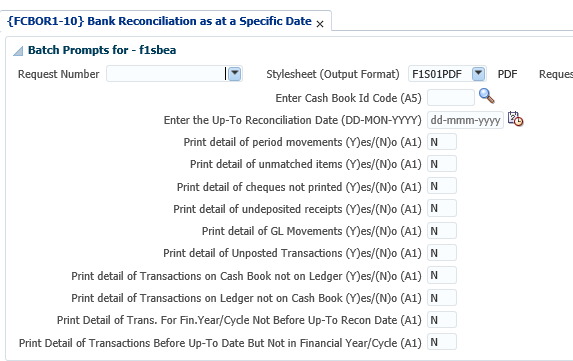 {FCBOR1-10} Bank Reconciliation as at a Specific Date x
Batch Prompts for - f1sbea
Request Number Stylesheet (Output Format) F1S01PDF PDF Reques
Enter Cash Book Id Code (A5)
Enter the Up-To Reconciliation Date (DD-MON-YYYY) dd-mmm-yyyy
Print detail of period movements (Y)es/(N)o (A1) N
Print detail of unmatched items (Y)es/(N)o (A1) N
Print detail of cheques not printed (Y)es/(N)o (A1) N
Print detail of undeposited receipts (Y)es/(N)o (A1) N
Print detail of GL Movements (Y)es/(N)o (A1) N
Print detail of Unposted Transactions (Y)es/(N)o (A1) N
Print detail of Transactions on Cash Book not on Ledger (Y)es/(N)o (A1) N
Print detail of Transactions on Ledger not on Cash Book (Y)es/(N)o (A1) N
Print Detail of Trans. For Fin.Year/Cycle Not Before Up-To Recon Date (A1) N
Print Detail of Transactions Before Up-To Date But Not in Financial Year/Cycle (A1) N